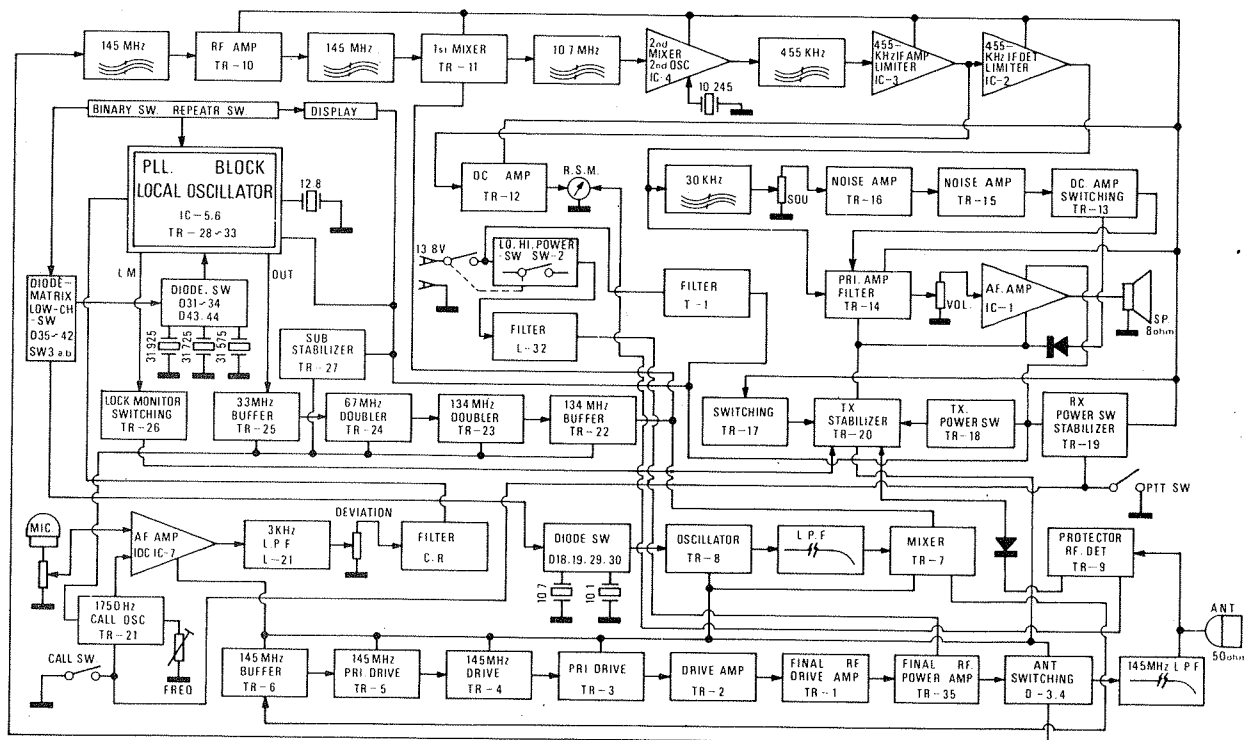 145 MHz
RF AMP
TR-10
145 MHz
1st MIXER
TR-11
10.7 MHz
2nd
MIXER
2nd OSC
IC-4
455 KHz
455-
KHz IF AMP
LIMITER
IC-3
455-
KHz IF DET
LIMITER
IC-2
10.245
BINARY SW. REPEATR SW.
DISPLAY
PLL. BLOCK
LOCAL OSCILLATOR
IC-5.6
TR-28~33
12.8
DC AMP
TR-12
R.S.M.
30 KHz
SQU
NOISE AMP
TR-16
NOISE AMP
TR-15
DC. AMP
SWITCHING
TR-13
13.8V
LO. HI. POWER
-SW SW-2
LM
OUT
DIODE-
MATRIX
LOW-CH
-SW
D35~42
SW3 a.b
DIODE. SW
D31~34
D43.44
31.925
31.725
31.575
FILTER
T-1
PRI. AMP
FILTER
TR-14
VOL.
AF. AMP
IC-1
SP.
8ohm
FILTER
L-32
SUB
STABILIZER
TR-27
LOCK MONITOR
SWITCHING
TR-26
33MHz
BUFFER
TR-25
67MHz
DOUBLER
TR-24
134 MHz
DOUBLER
TR-23
134 MHz
BUFFER
TR-22
SWITCHING
TR-17
TX
STABILIZER
TR-20
TX.
POWER SW
TR-18
RX
POWER SW
STABILIZER
TR-19
PTT SW
MIC.
AF AMP
IDC IC-7
3KHz
L.P.F
L-21
DEVIATION
FILTER
C.R
DIODE SW
D18.19.29.30
10.7
10.1
OSCILLATOR
TR-8
L.P.F
MIXER
TR-7
PROTECTOR
RF. DET
TR-9
1750 Hz
CALL OSC
TR-21
CALL SW.
FREQ
ANT
50ohm
145MHz
BUFFER
TR-6
145MHz
PRI. DRIVE
TR-5
145MHz
DRIVE
TR-4
PRI DRIVE
TR-3
DRIVE AMP
TR-2
FINAL RF
DRIVE AMP
TR-1
FINAL RF.
POWER AMP
TR-35
ANT
SWITCHING
D-3.4
145MHz L.P.F